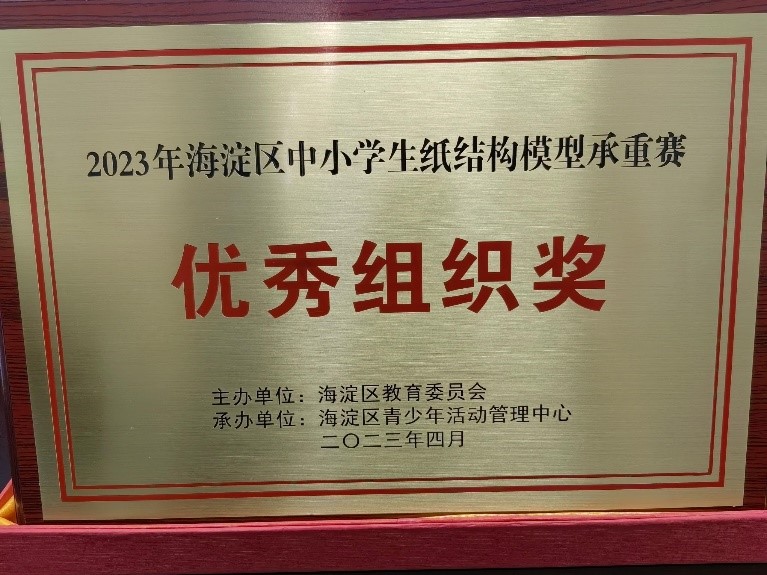 2023年海淀区中小学生纸结构模型承重赛
优秀组织奖
主办单位：海淀区教育委员会
承办单位：海淀区青少年活动管理中心
二〇二三年四月